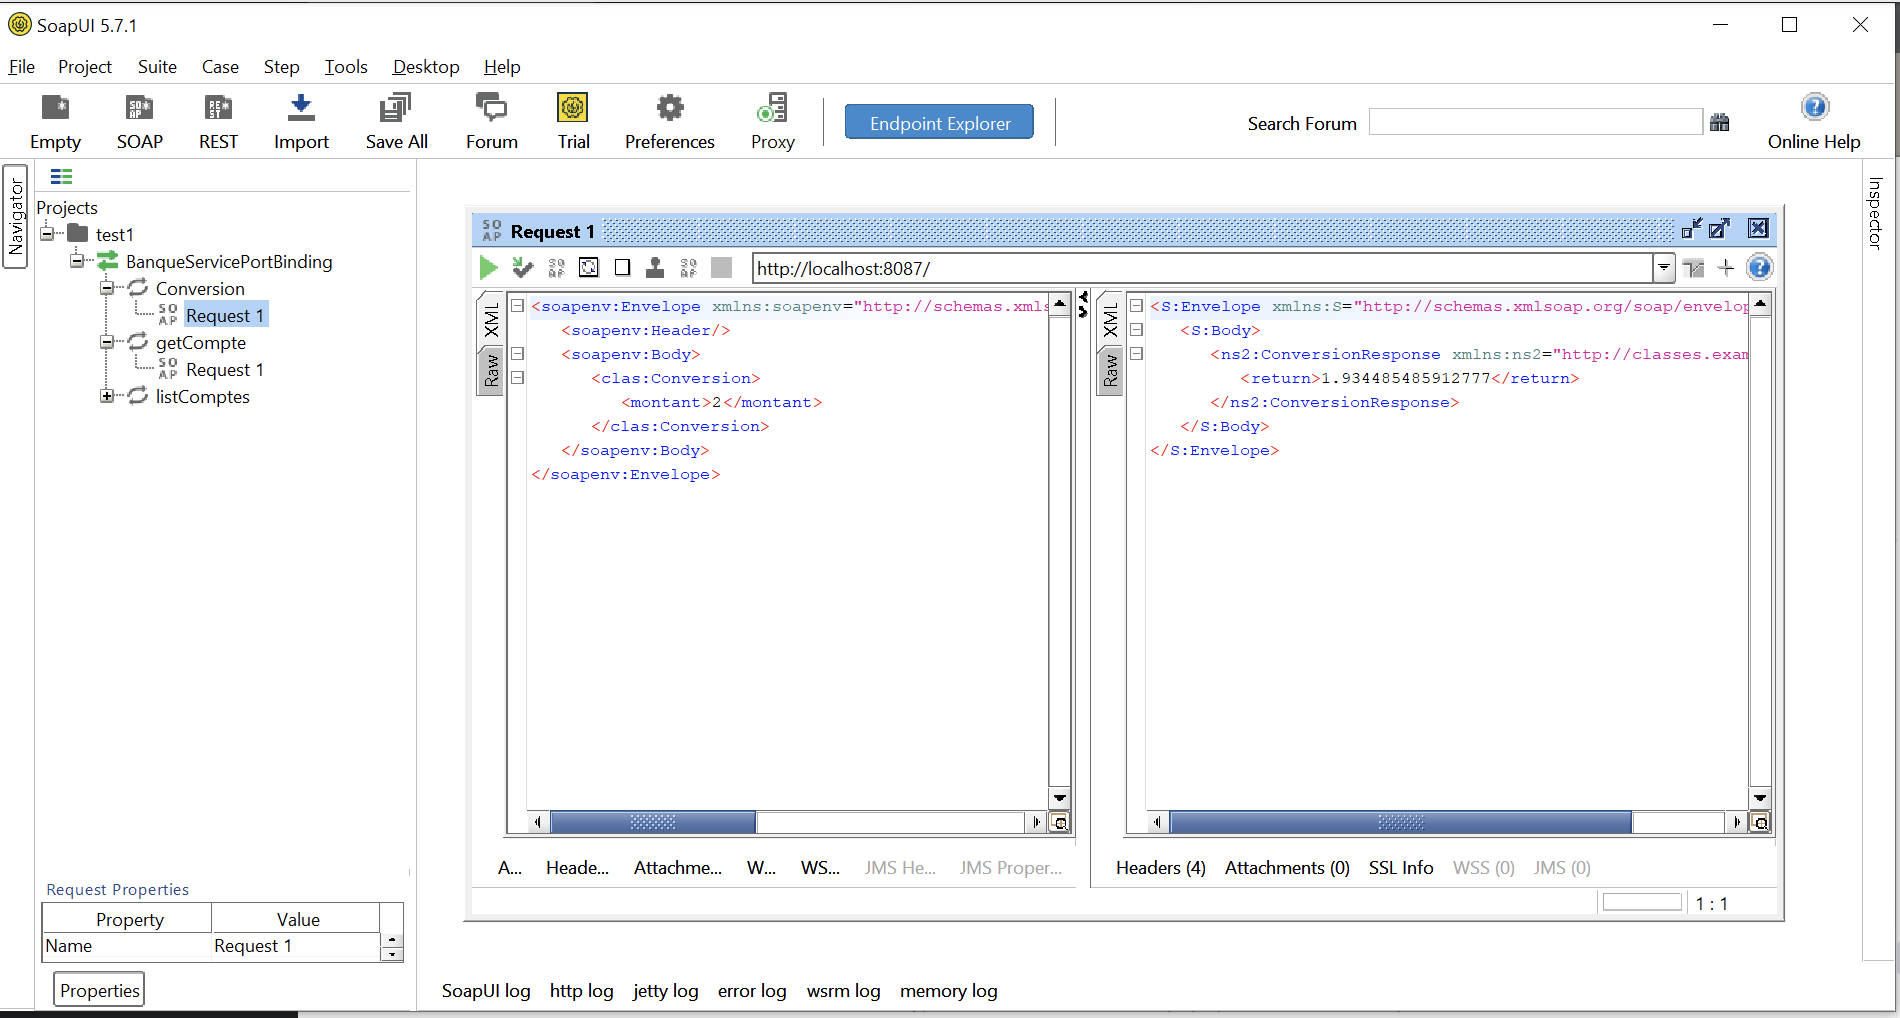 SoapUI 5.7.1
File Project Suite Case Step Tools Desktop Help
Empty SOAP REST Import Save All Forum Trial Preferences Proxy Endpoint Explorer Search Forum Online Help
Navigator
Projects
test1
BanqueServicePortBinding
Conversion
SOAP Request 1
getCompte
SOAP Request 1
listComptes
Request Properties
Property Value
Name Request 1
Properties
SOAP Request 1
http://localhost:8087/
XML
Raw
<soapenv:Envelope xmlns:soapenv="http://schemas.xmls
<soapenv:Header/>
<soapenv:Body>
<clas:Conversion>
<montant>2</montant>
</clas:Conversion>
</soapenv:Body>
</soapenv:Envelope>
A... Heade... Attachme... W... WS... JMS He... JMS Proper...
XML
Raw
<S:Envelope xmlns:S="http://schemas.xmlsoap.org/soap/envelop
<S:Body>
<ns2:ConversionResponse xmlns:ns2="http://classes.exam
<return>1.934485485912777</return>
</ns2:ConversionResponse>
</S:Body>
</S:Envelope>
Headers (4) Attachments (0) SSL Info WSS (0) JMS (0)
1 : 1
Inspector
SoapUI log http log jetty log error log wsrm log memory log